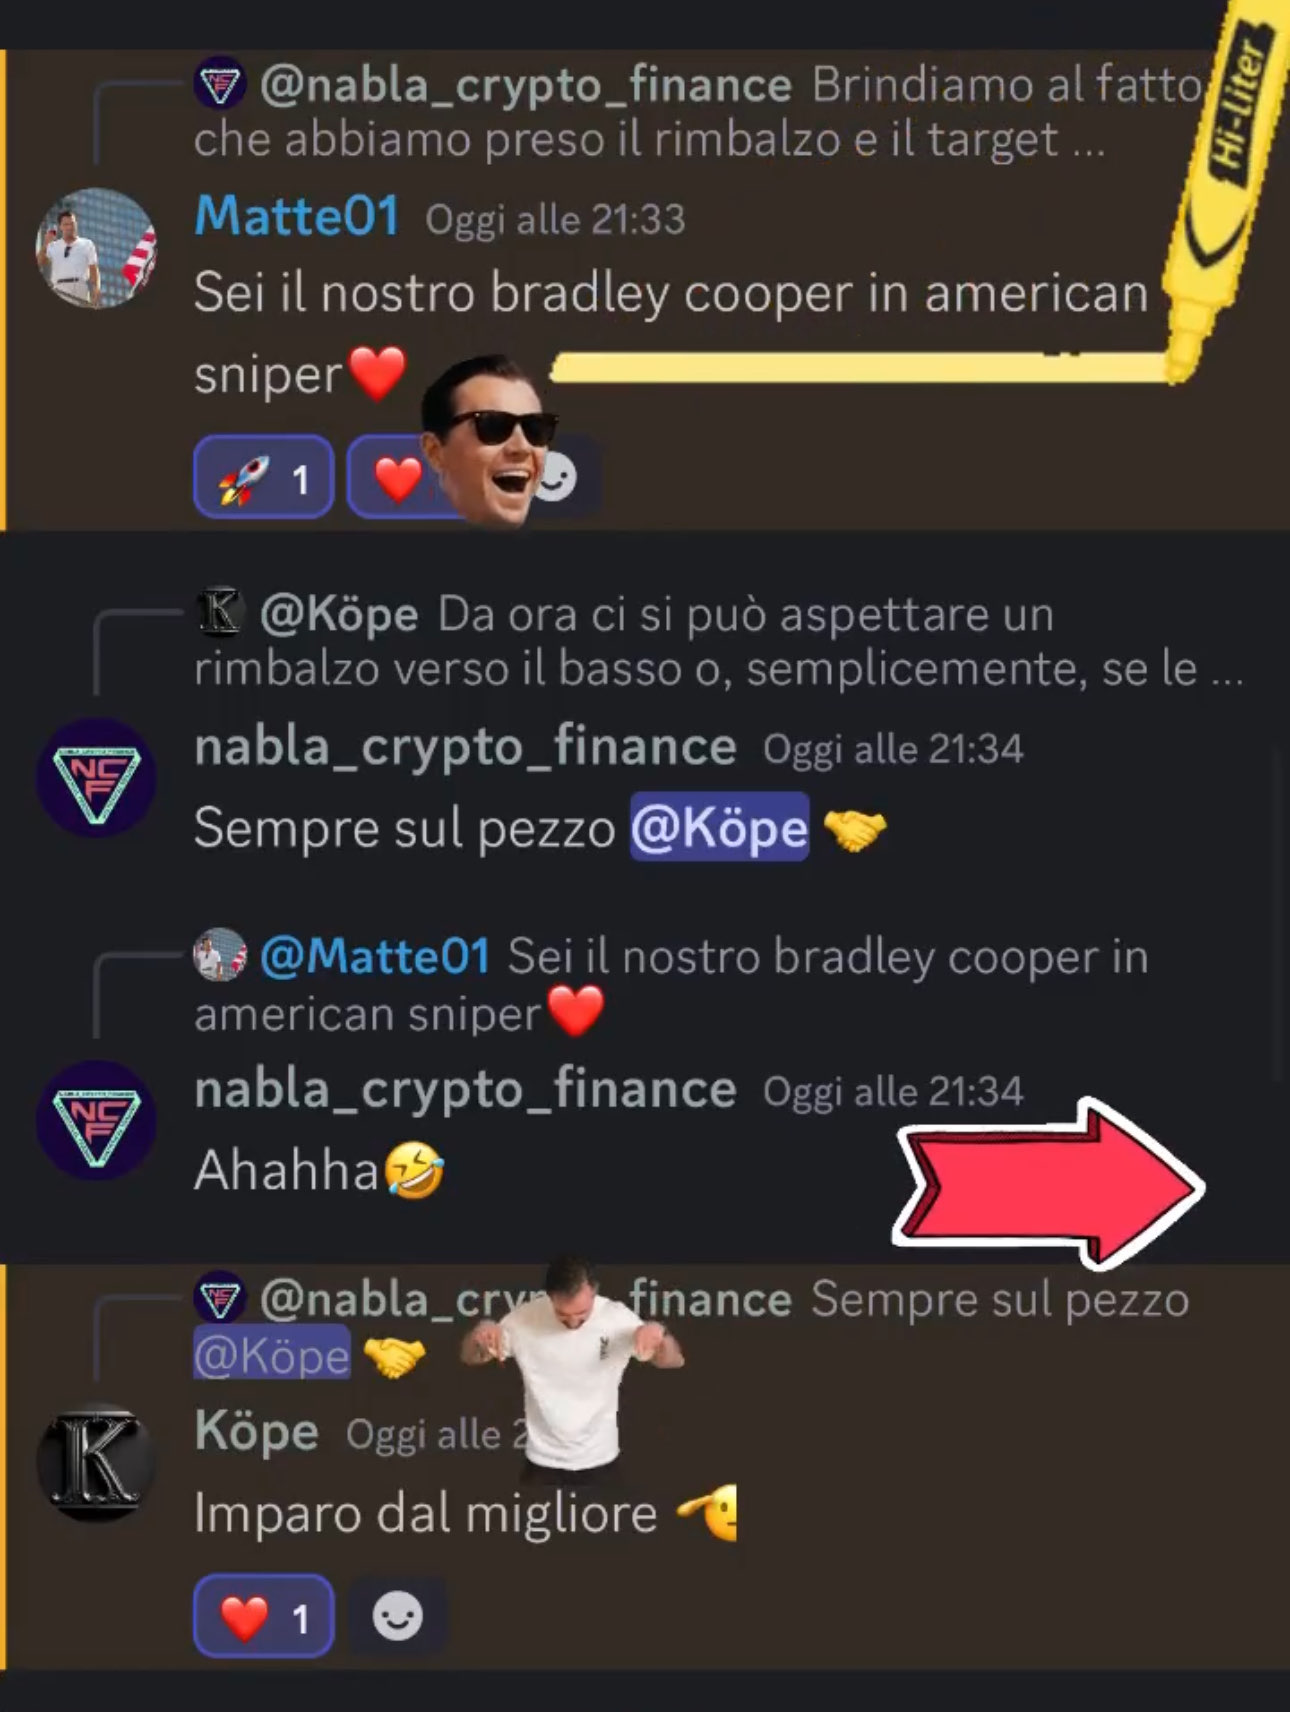 @nabla_crypto_finance Brindiamo al fatto
che abbiamo preso il rimbalzo e il target ...
Hi-Liter
Matte01 Oggi alle 21:33
Sei il nostro bradley cooper in american
sniper❤️
🚀 1 ❤️
@Köpe Da ora ci si può aspettare un
rimbalzo verso il basso o, semplicemente, se le ...
NCF
nabla_crypto_finance Oggi alle 21:34
Sempre sul pezzo @Köpe 🤝
@Matte01 Sei il nostro bradley cooper in
american sniper❤️
NCF
nabla_crypto_finance Oggi alle 21:34
Ahahha🤣
@nabla_cry finance Sempre sul pezzo
@Köpe 🤝
K
Köpe Oggi alle 2
Imparo dal migliore 🫡
❤️ 1